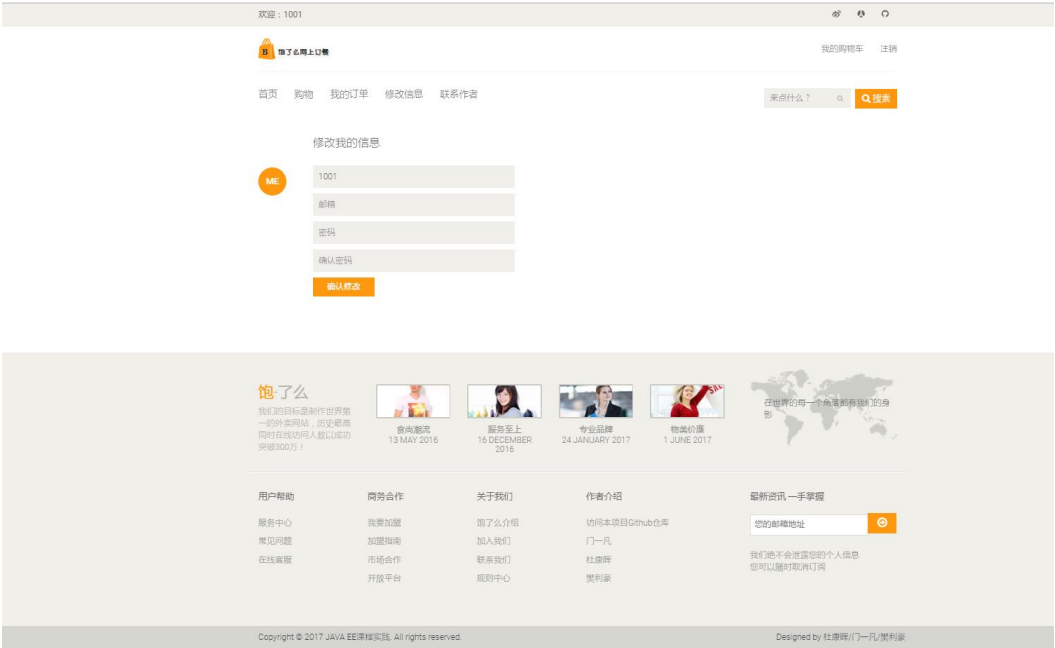 欢迎：1001
B 饱了么网上订餐
我的购物车 注销
首页 购物 我的订单 修改信息 联系作者
来点什么？ 搜索
修改我的信息
ME
1001
邮箱
密码
确认密码
确认修改
饱·了么
我们的目标是制作世界第
一的外卖网站，历史最高
同时在线访问人数以成功
突破300万！
食尚潮流
13 MAY 2016
服务至上
16 DECEMBER
2016
专业品牌
24 JANUARY 2017
SALE
物美价廉
1 JUNE 2017
在世界的每一个角落都有我们的身
影
用户帮助
服务中心
常见问题
在线客服
商务合作
我要加盟
加盟指南
市场合作
开放平台
关于我们
饱了么介绍
加入我们
联系我们
规则中心
作者介绍
访问本项目Github仓库
门一凡
杜康晖
樊利豪
最新资讯 一手掌握
您的邮箱地址
我们绝不会泄露您的个人信息
您可以随时取消订阅
Copyright © 2017 JAVA EE课程实践. All rights reserved.
Designed by 杜康晖/门一凡/樊利豪